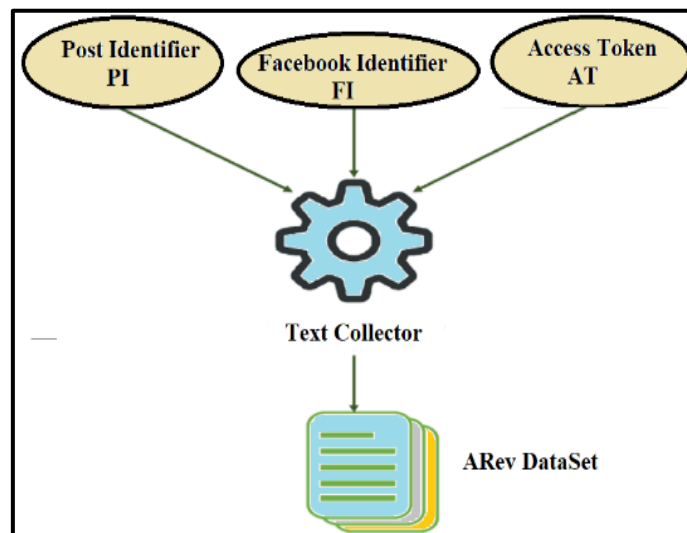 Post Identifier
PI
Facebook Identifier
FI
Access Token
AT
Text Collector
ARev DataSet